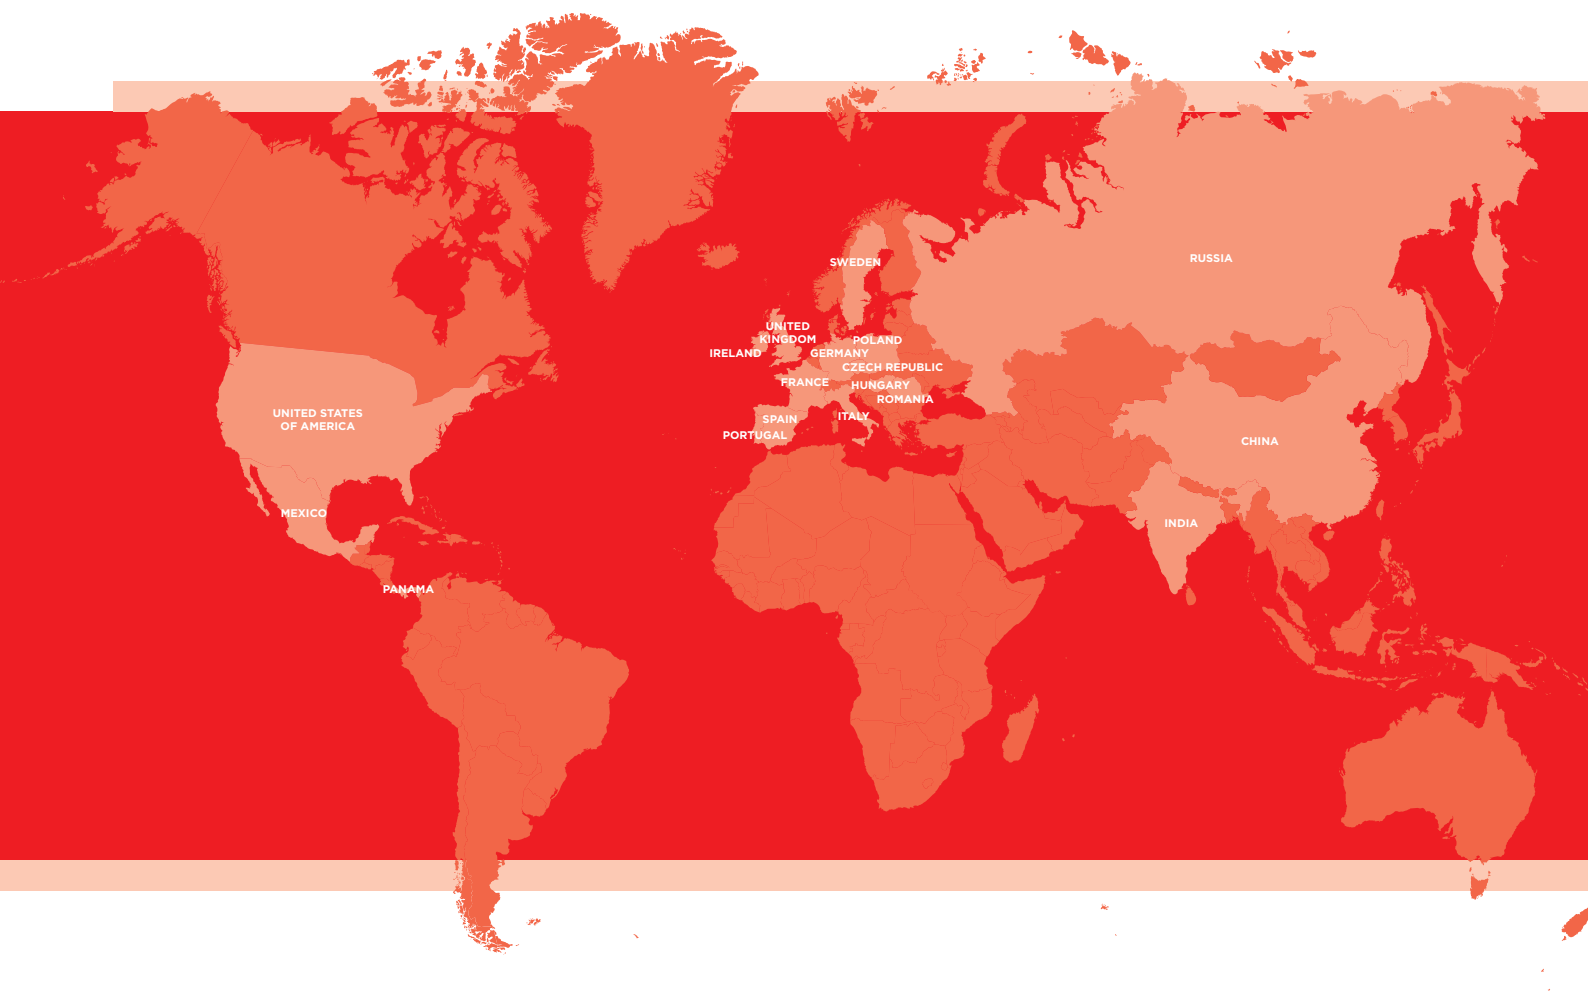 RUSSIA
SWEDEN
UNITED
KINGDOM
POLAND
IRELAND
GERMANY
CZECH REPUBLIC
FRANCE
HUNGARY
ROMANIA
UNITED STATES
OF AMERICA
SPAIN
ITALY
PORTUGAL
CHINA
MEXICO
INDIA
PANAMA